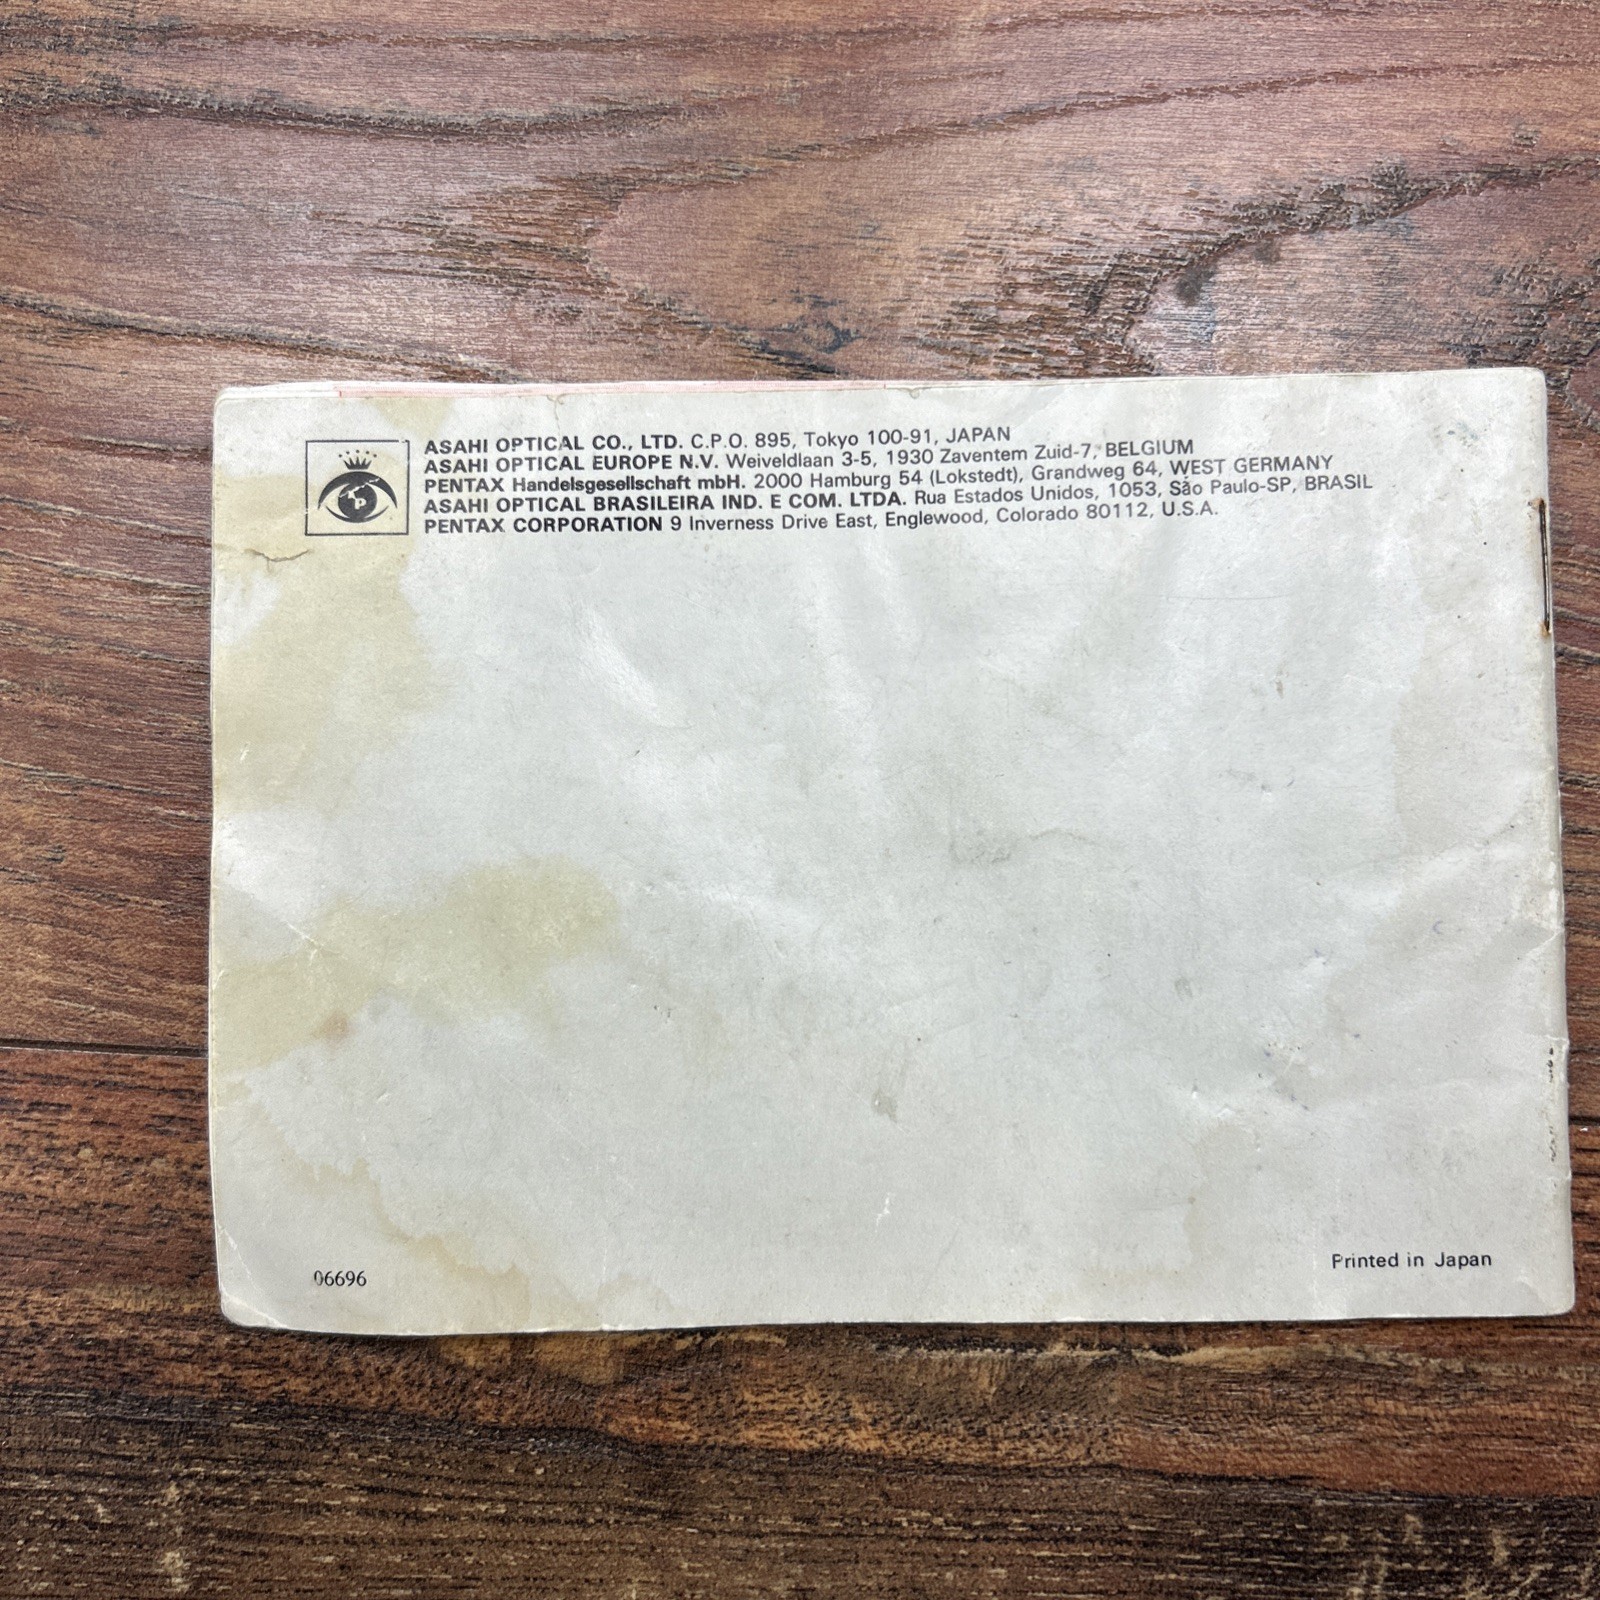 ASAHI OPTICAL CO., LTD. C.P.O. 895, Tokyo 100-91, JAPAN
ASAHI OPTICAL EUROPE N.V. Weiveldlaan 3-5, 1930 Zaventem Zuid-7, BELGIUM
PENTAX Handelsgesellschaft mbH. 2000 Hamburg 54 (Lokstedt), Grandweg 64, WEST GERMANY
ASAHI OPTICAL BRASILEIRA IND. E COM. LTDA. Rua Estados Unidos, 1053, São Paulo-SP, BRASIL
PENTAX CORPORATION 9 Inverness Drive East, Englewood, Colorado 80112, U.S.A.
Printed in Japan
06696